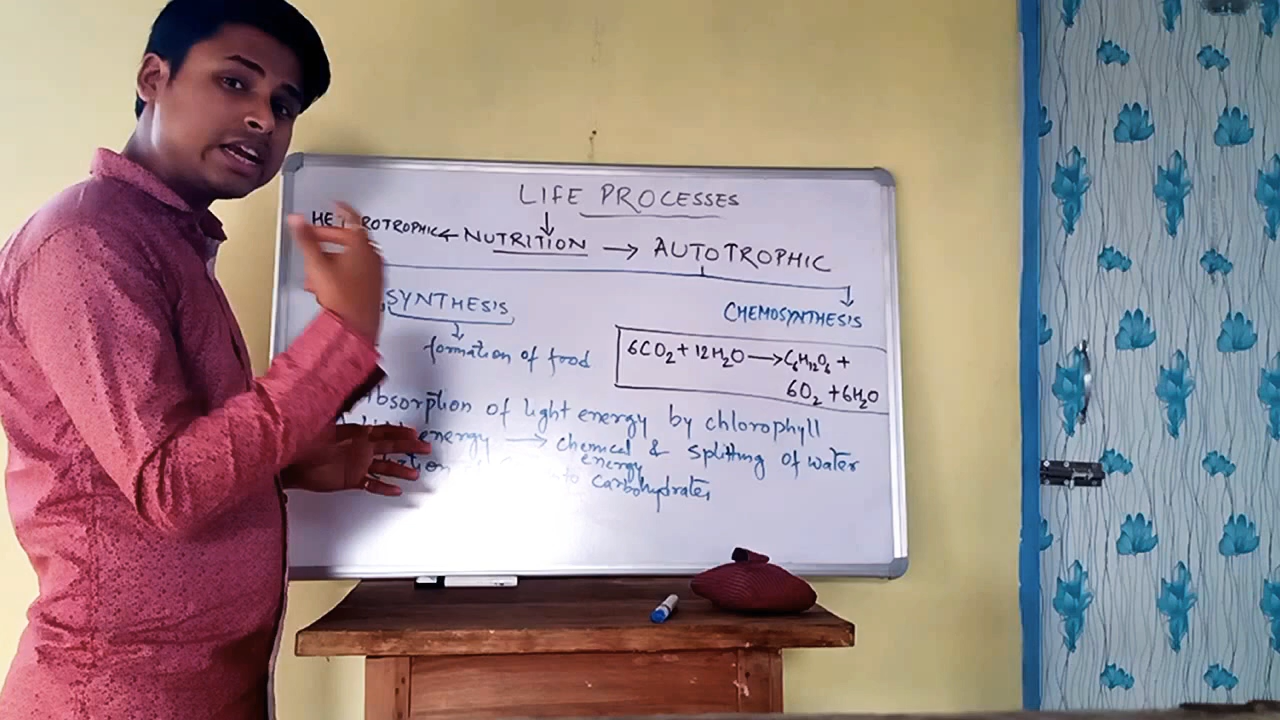 LIFE PROCESSES
↓
HETEROTROPHIC ← NUTRITION → AUTOTROPHIC
SYNTHESIS
CHEMOSYNTHESIS
formation of food
6CO₂ + 12H₂O → C₆H₁₂O₆ +
6O₂ + 6H₂O
Absorption of light energy by chlorophyll
energy → chemical & splitting of water
energy
to carbohydrates